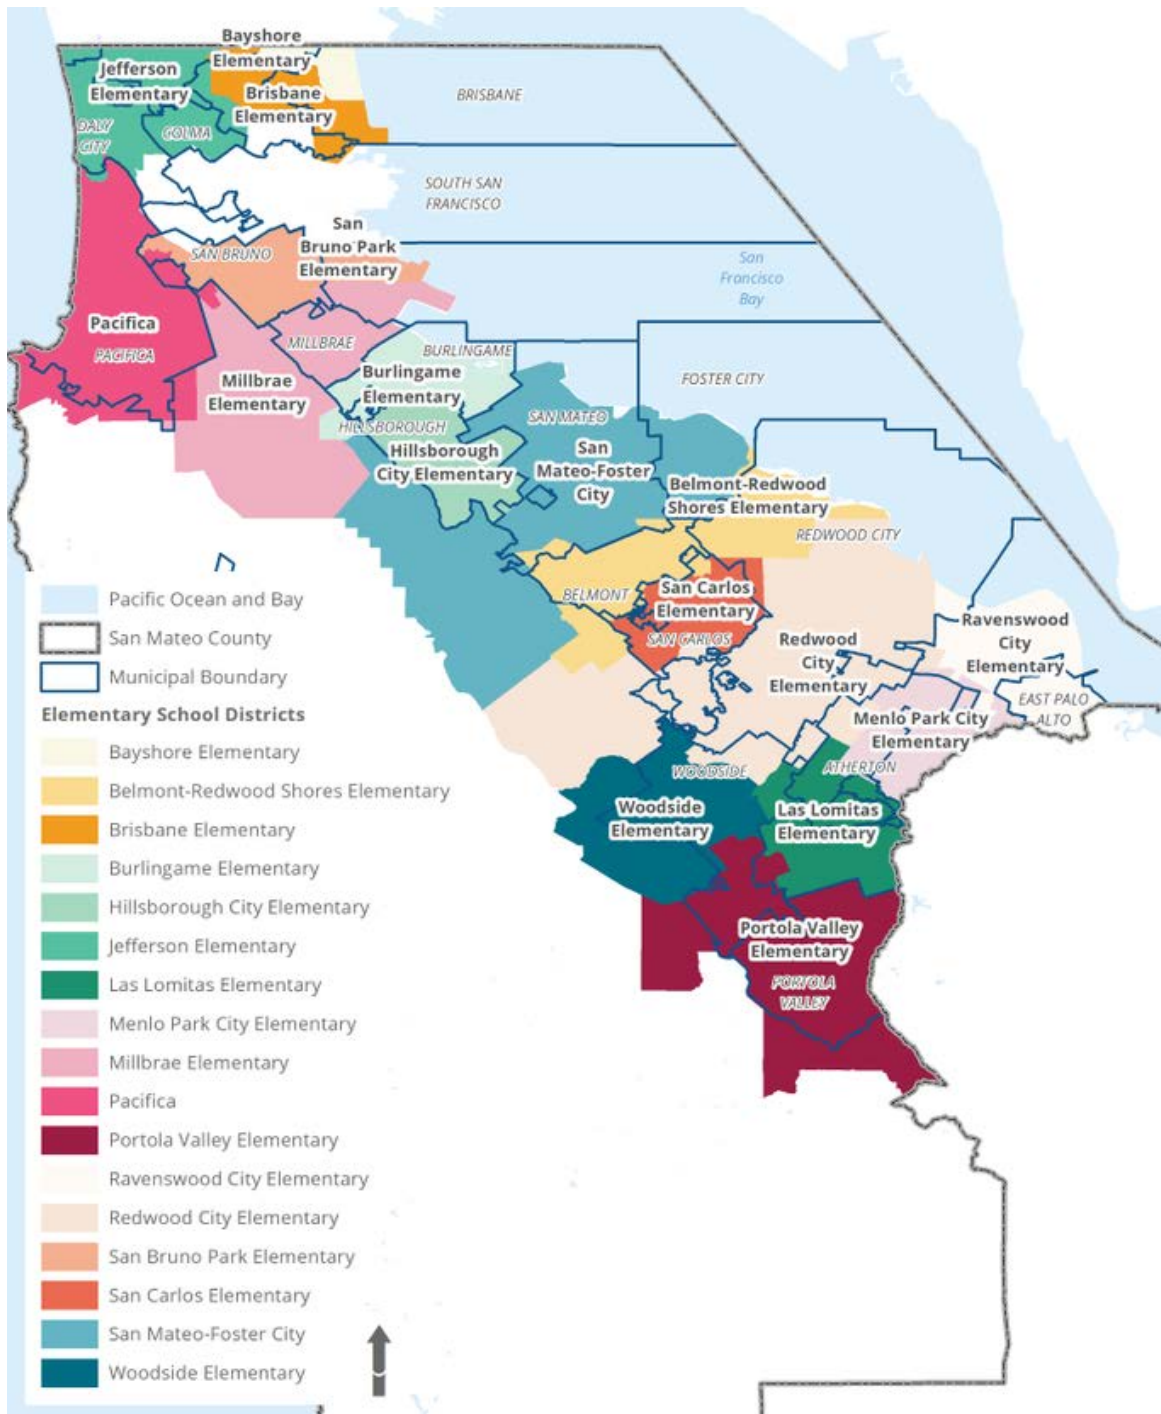 Bayshore
Elementary
Jefferson
Elementary
Brisbane
Elementary
BRISBANE
DALY
CITY
COLMA
SOUTH SAN
FRANCISCO
San
Bruno Park
Elementary
SAN BRUNO
San
Francisco
Bay
Pacifica
PACIFICA
MILLBRAE
BURLINGAME
Millbrae
Elementary
Burlingame
Elementary
FOSTER CITY
HILLSBOROUGH
SAN MATEO
Hillsborough
City Elementary
San
Mateo-Foster
City
Belmont-Redwood
Shores Elementary
REDWOOD CITY
BELMONT
San Carlos
Elementary
SAN CARLOS
Redwood
City
Elementary
Ravenswood
City
Elementary
EAST PALO
ALTO
Menlo Park City
Elementary
WOODSIDE
ATHERTON
Woodside
Elementary
Las Lomitas
Elementary
Portola Valley
Elementary
PORTOLA
VALLEY
Pacific Ocean and Bay
San Mateo County
Municipal Boundary
Elementary School Districts
Bayshore Elementary
Belmont-Redwood Shores Elementary
Brisbane Elementary
Burlingame Elementary
Hillsborough City Elementary
Jefferson Elementary
Las Lomitas Elementary
Menlo Park City Elementary
Millbrae Elementary
Pacifica
Portola Valley Elementary
Ravenswood City Elementary
Redwood City Elementary
San Bruno Park Elementary
San Carlos Elementary
San Mateo-Foster City
Woodside Elementary